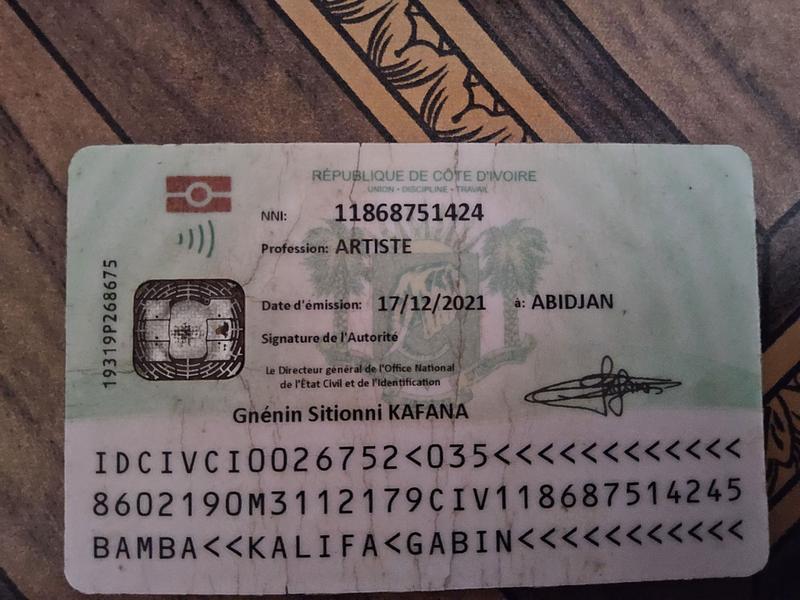 RÉPUBLIQUE DE CÔTE D'IVOIRE
UNION - DISCIPLINE - TRAVAIL
NNI: 11868751424
Profession: ARTISTE
19319P268675
Date d'émission: 17/12/2021 à: ABIDJAN
Signature de l'Autorité
Le Directeur général de l'Office National
de l'État Civil et de l'Identification
Gnénin Sitionni KAFANA
IDCIVCI0026752<035<<<<<<<<<<<<
8602190M3112179CIV118687514245
BAMBA<<KALIFA<GABIN<<<<<<<<<<<